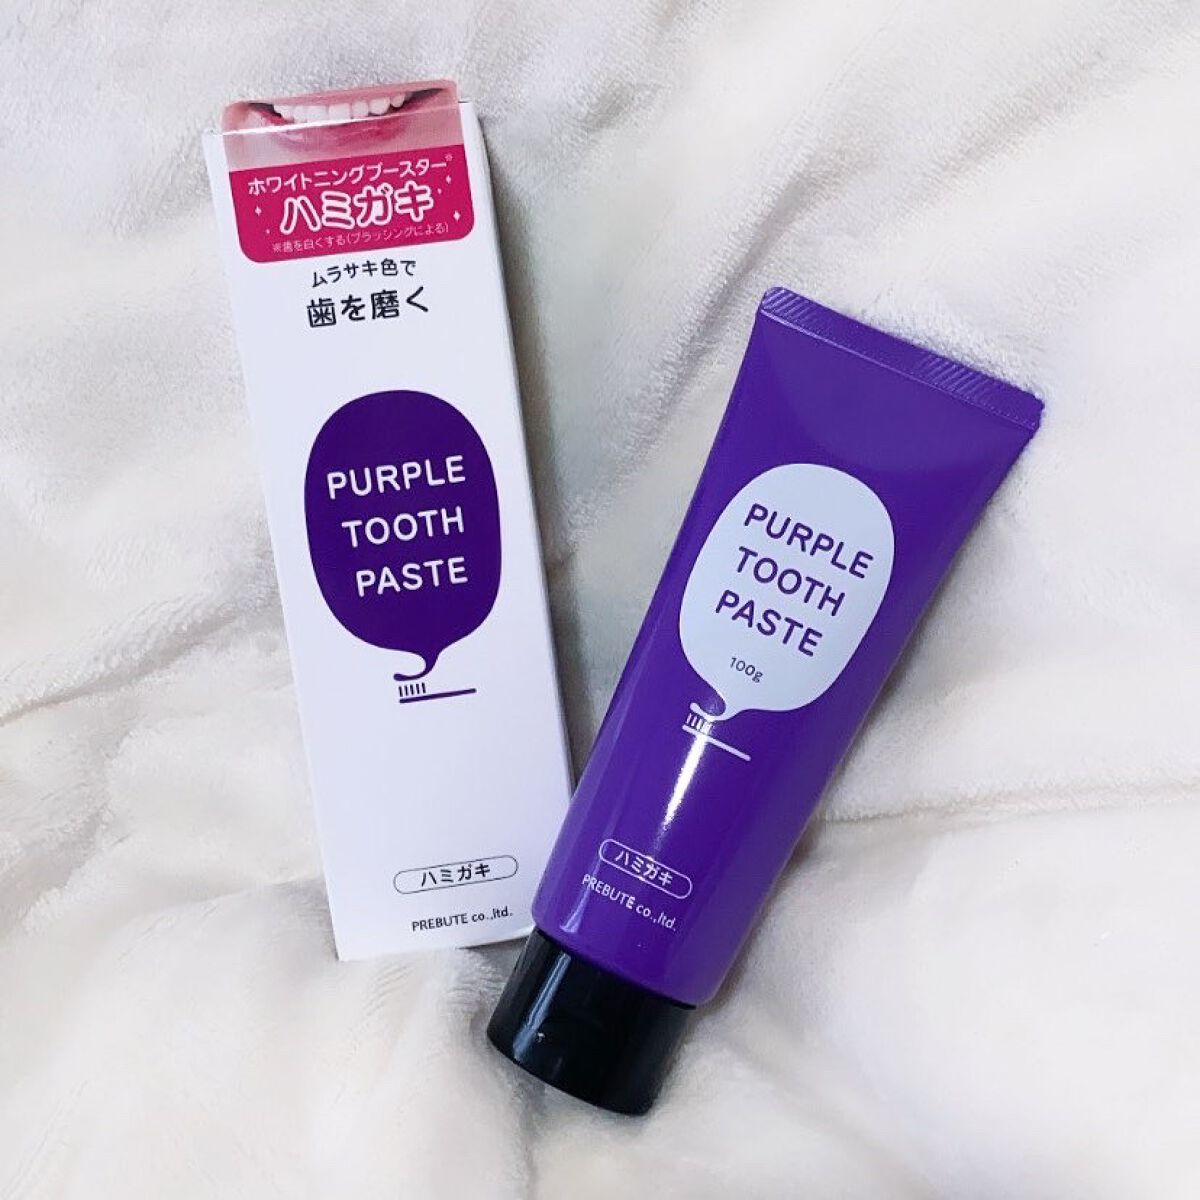 ホワイトニングブースター※
ハミガキ
※歯を白くする(ブラッシングによる)
ムラサキ色で
歯を磨く
PURPLE
TOOTH
PASTE
ハミガキ
PREBUTE co.,ltd.
PURPLE
TOOTH
PASTE
100g
ハミガキ
PREBUTE co.,ltd.